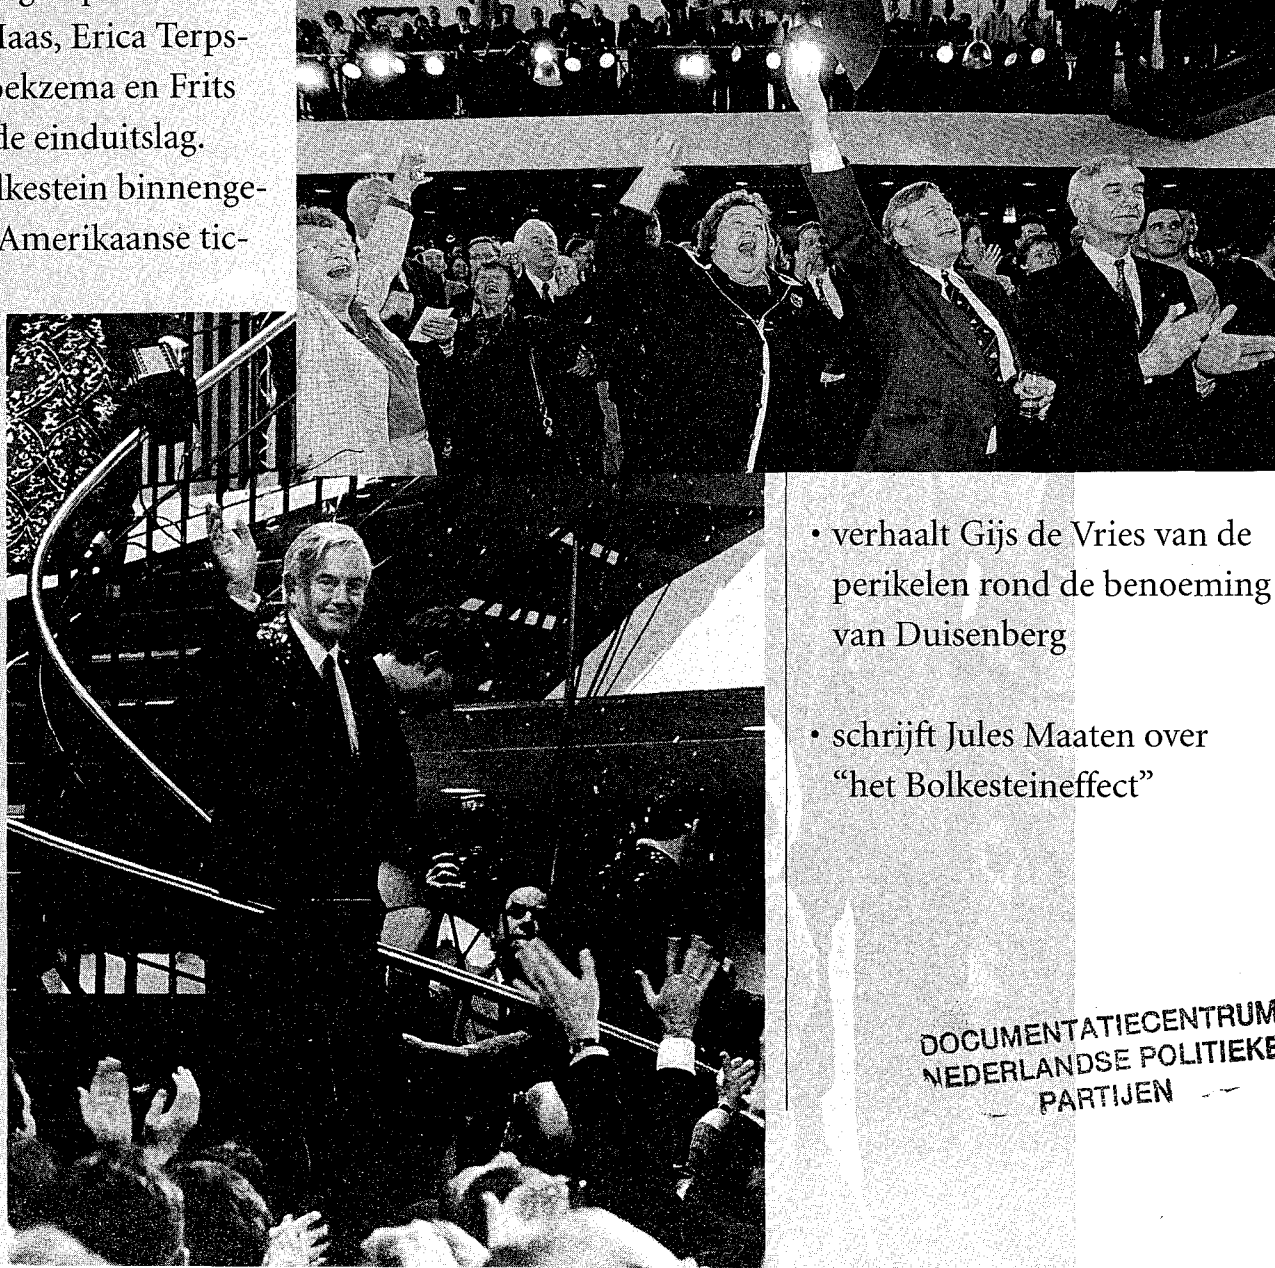 Haas, Erica Terps-
oekzema en Frits
de einduitslag.
lkestein binnenge-
Amerikaanse tic-
• verhaalt Gijs de Vries van de
perikelen rond de benoeming
van Duisenberg
• schrijft Jules Maaten over
“het Bolkesteineffect”
DOCUMENTATIECENTRUM
NEDERLANDSE POLITIEKE
PARTIJEN